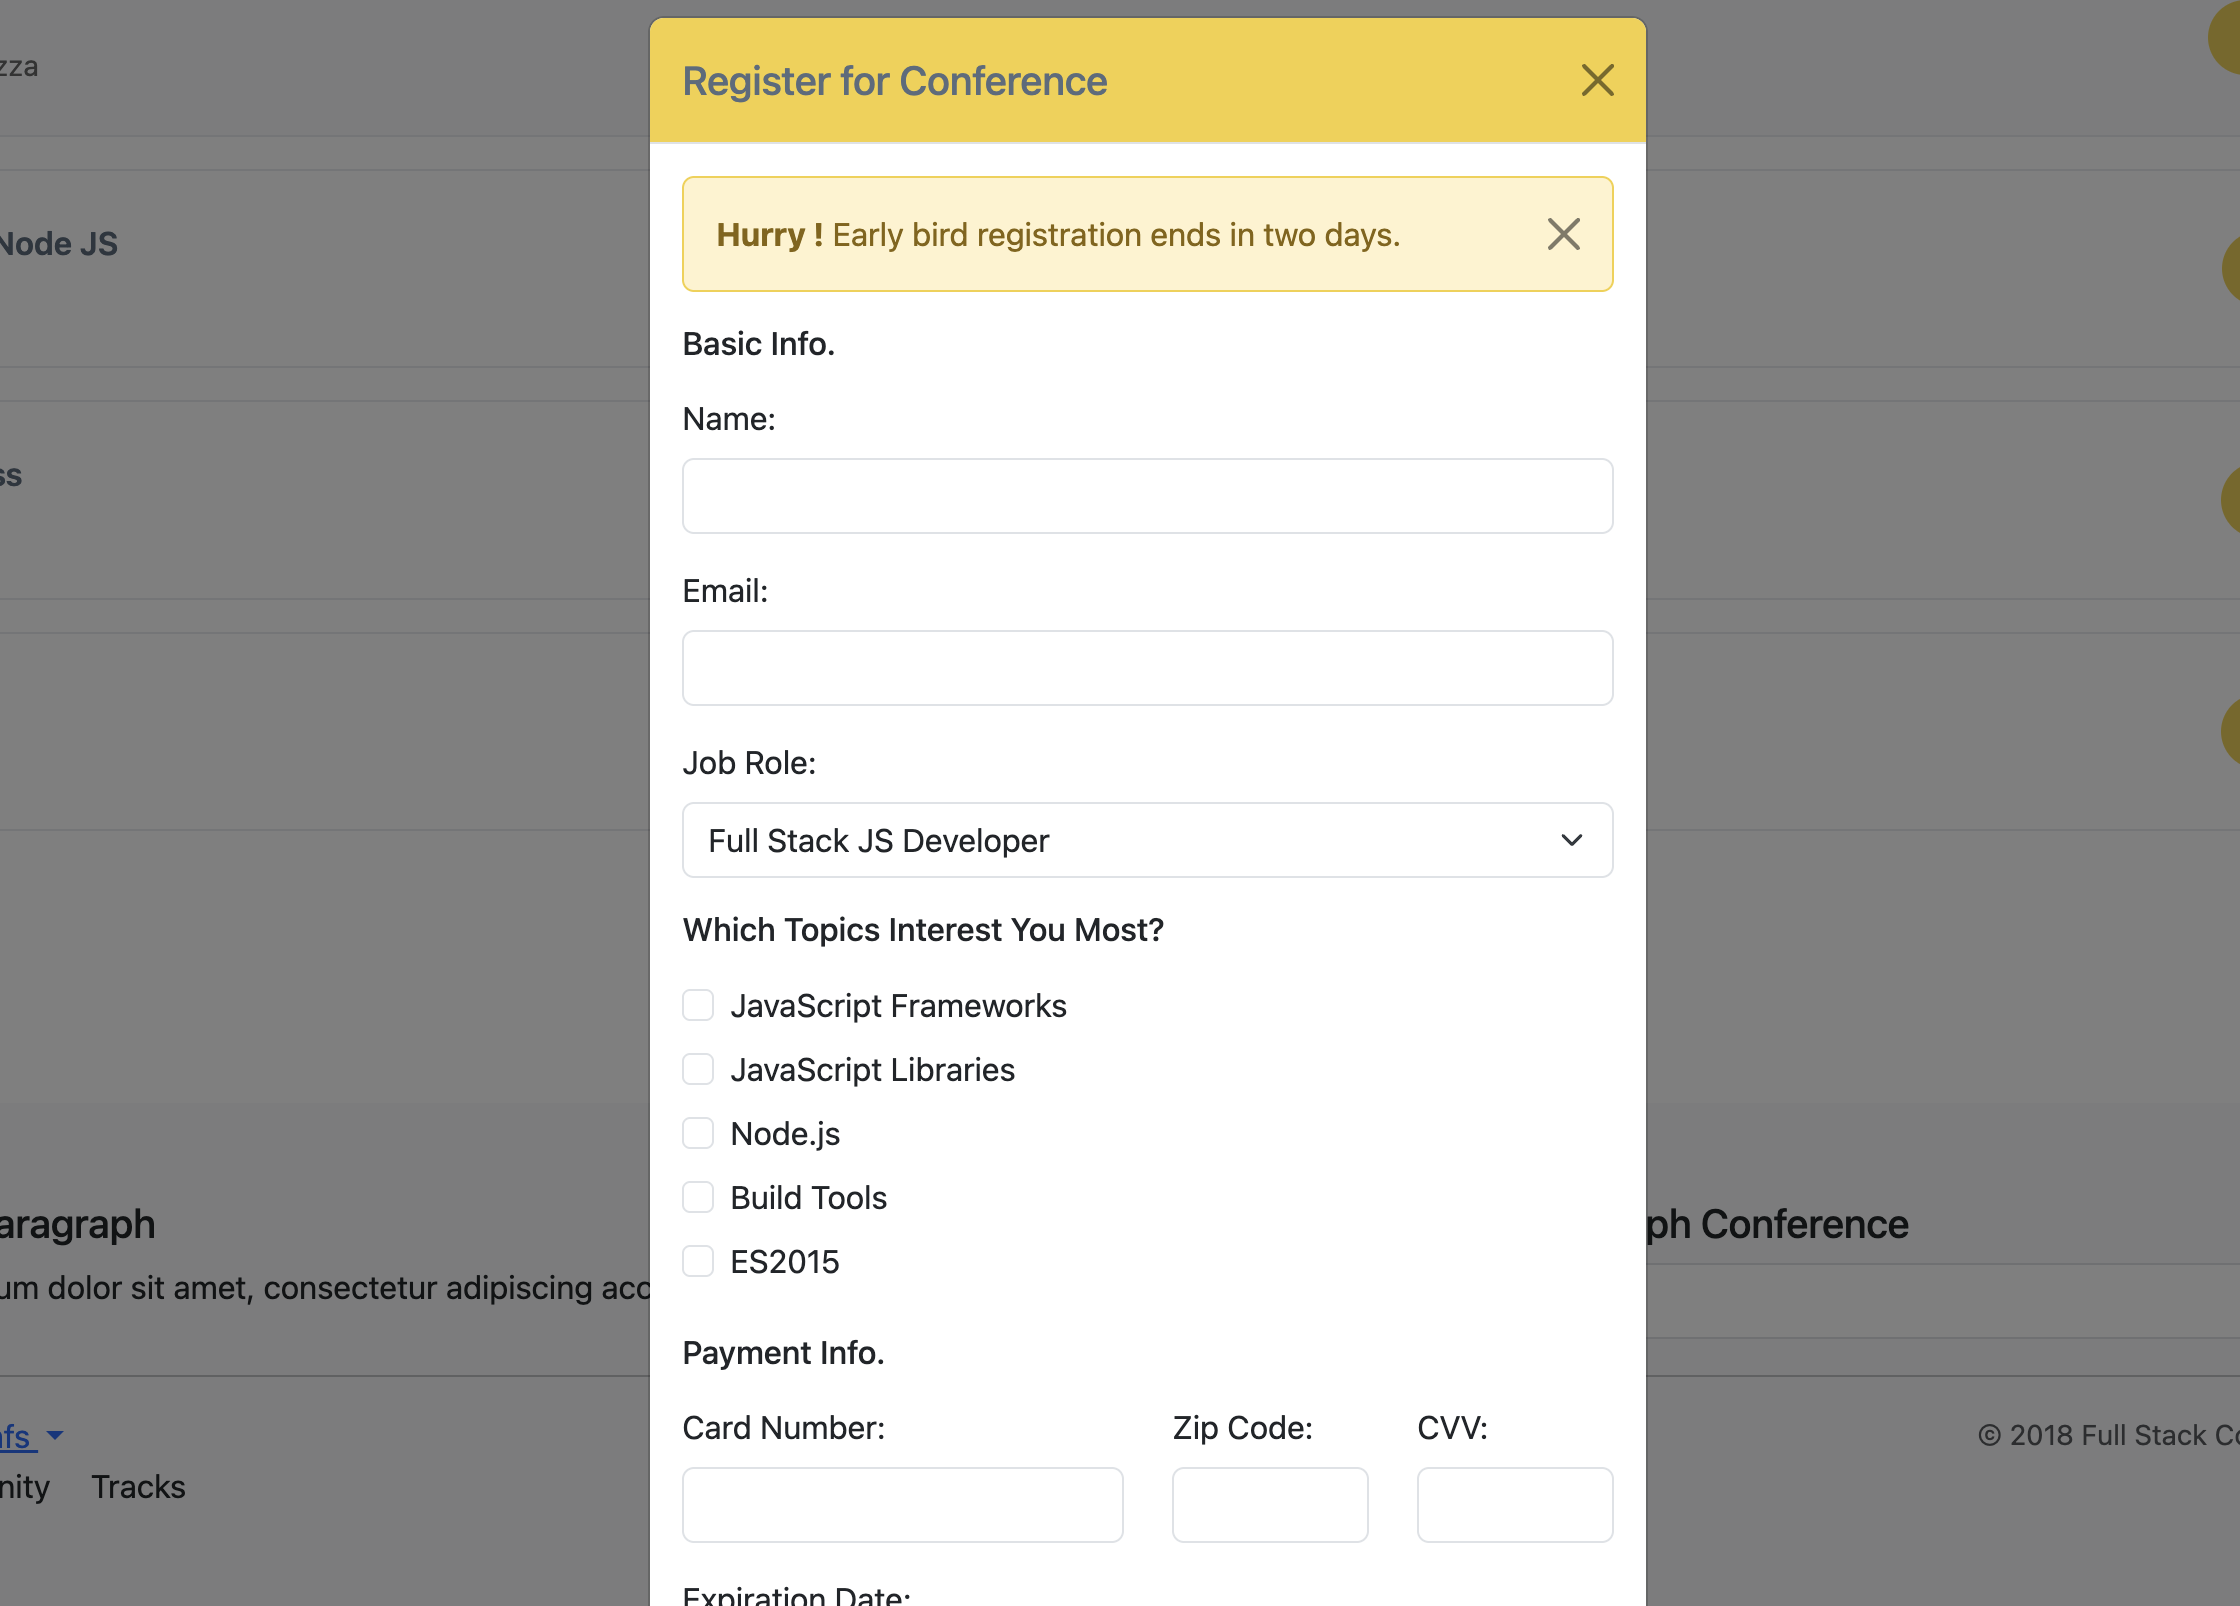 zza
Register for Conference
Hurry ! Early bird registration ends in two days.
Node JS
Basic Info.
Name:
ss
Email:
Job Role:
Full Stack JS Developer
Which Topics Interest You Most?
JavaScript Frameworks
JavaScript Libraries
Node.js
Build Tools
ES2015
aragraph
ph Conference
um dolor sit amet, consectetur adipiscing acc
Payment Info.
Card Number: Zip Code: CVV:
afs
© 2018 Full Stack Co
nity Tracks
Expiration Date: